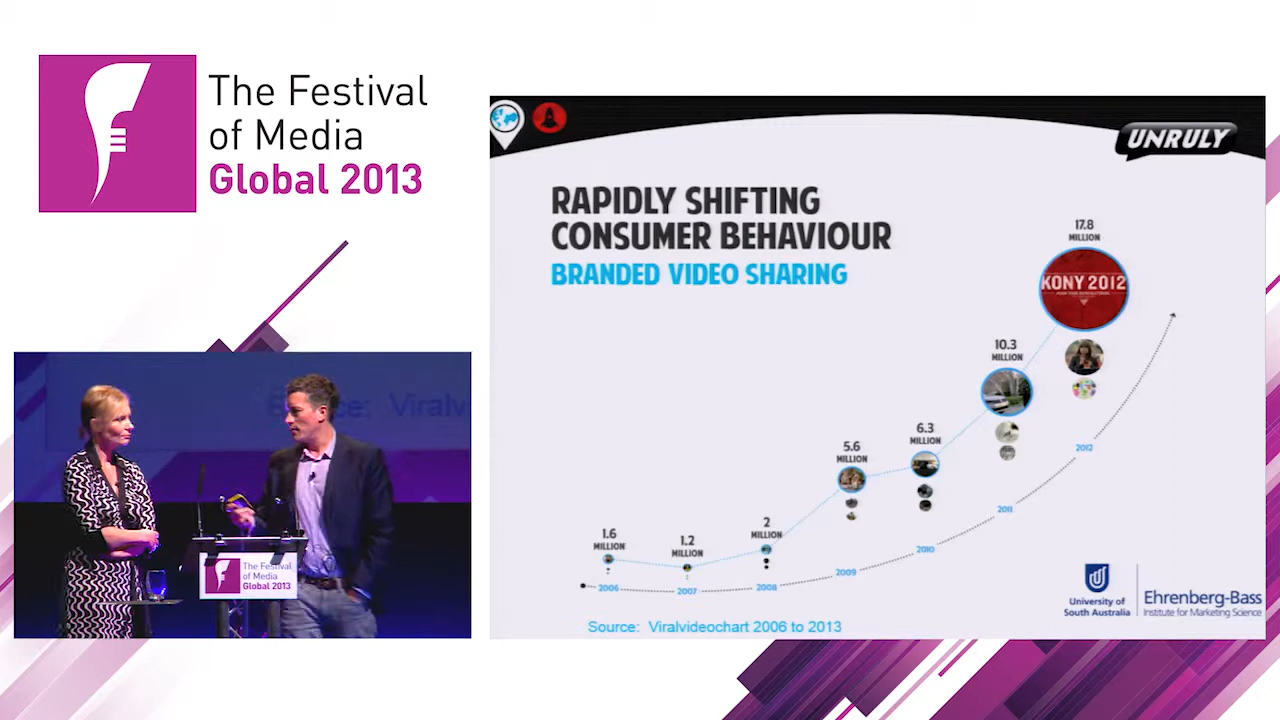 The Festival
of Media
Global 2013
UNRULY
RAPIDLY SHIFTING
CONSUMER BEHAVIOUR
BRANDED VIDEO SHARING
17.8
MILLION
KONY 2012
10.3
MILLION
6.3
MILLION
5.6
MILLION
2
MILLION
1.6
MILLION
1.2
MILLION
2006
2007
2008
2009
2010
2011
2012
University of
South Australia
Ehrenberg-Bass
Institute for Marketing Science
Source: Viralvideochart 2006 to 2013
Source: Viralv
The Festival
of Media
Global 2013